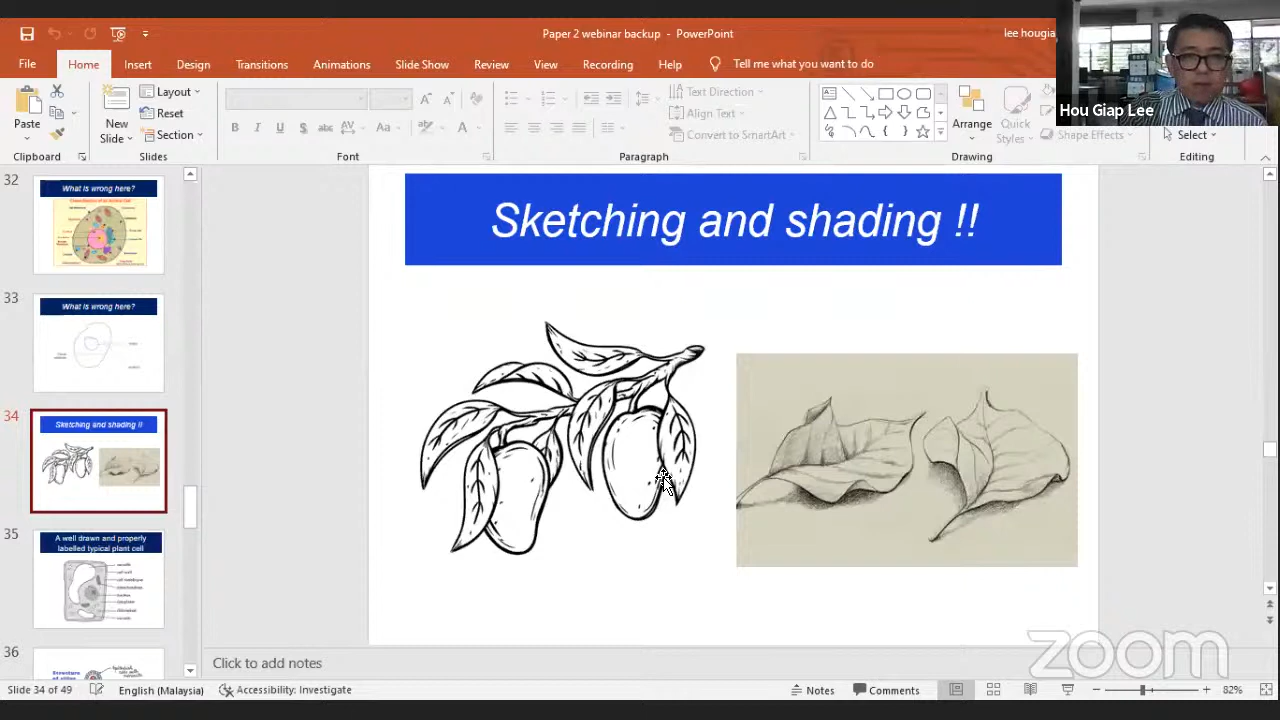 Paper 2 webinar backup - PowerPoint
lee hougia
File
Home
Insert
Design
Transitions
Animations
Slide Show
Review
View
Recording
Help
Tell me what you want to do
Hou Giap Lee
Paste
New
Slide
Layout
Reset
Section
B I U S abc AV Aa A
Text Direction
Align Text
Convert to SmartArt
Arrange
Quick
Styles
Shape Effects
Select
Clipboard
Slides
Font
Paragraph
Drawing
Editing
32
What is wrong here?
33
What is wrong here?
34
Sketching and shading !!
35
A well drawn and properly
labelled typical plant cell
36
Sketching and shading !!
Click to add notes
zoom
Slide 34 of 49
English (Malaysia)
Accessibility: Investigate
Notes
Comments
82%